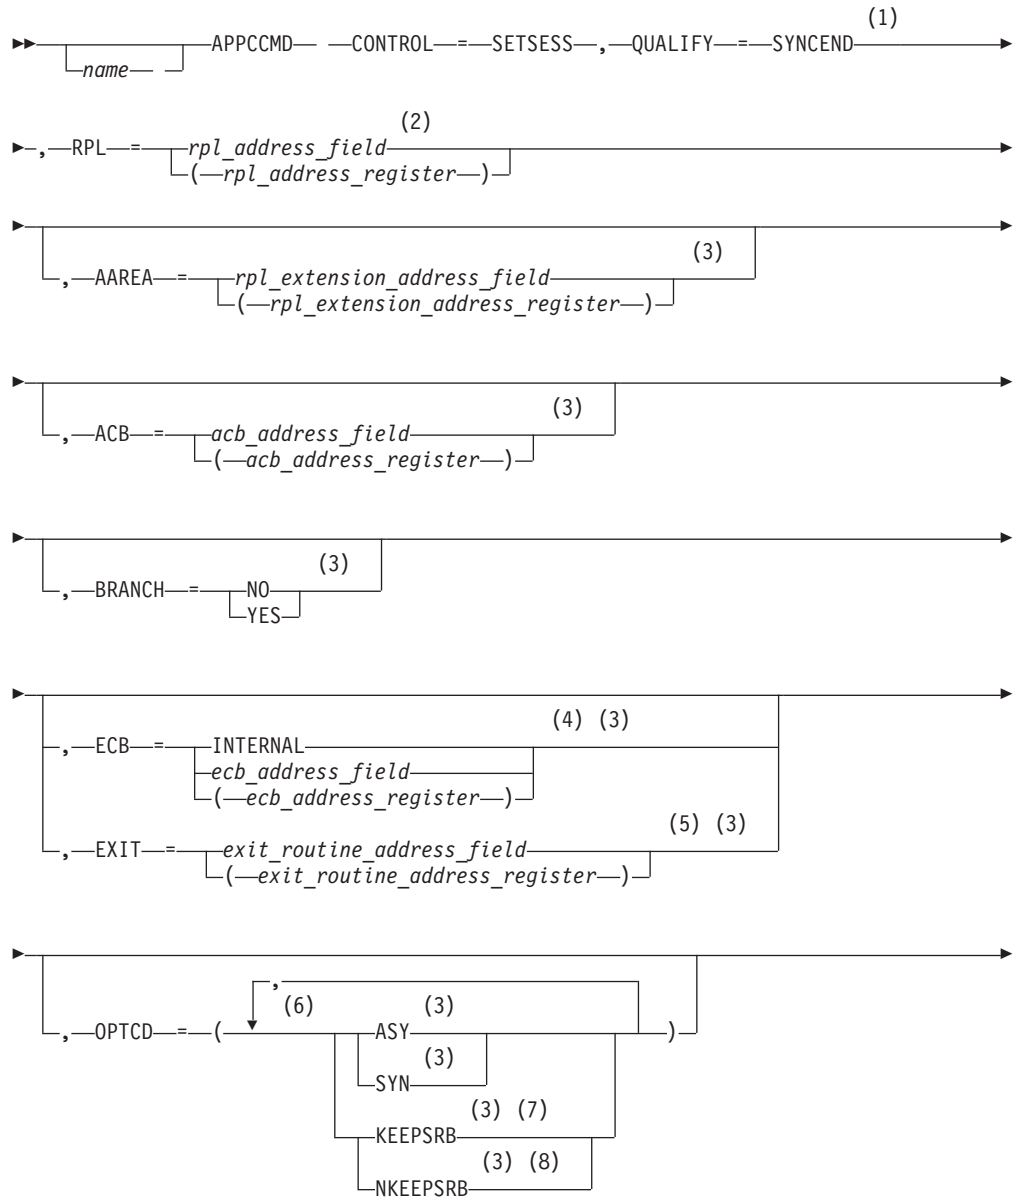 (1)
APPCCMD CONTROL = SETSESS , QUALIFY = SYNCEND
name
(2)
, RPL = rpl_address_field
( rpl_address_register )
(3)
, AAREA = rpl_extension_address_field
( rpl_extension_address_register )
(3)
, ACB = acb_address_field
( acb_address_register )
(3)
, BRANCH = NO
YES
(4) (3)
, ECB = INTERNAL
ecb_address_field
( ecb_address_register )
(5) (3)
, EXIT = exit_routine_address_field
( exit_routine_address_register )
,
(6) (3)
, OPTCD = ( ASY )
(3)
SYN
(3) (7)
KEEPSRB
(3) (8)
NKEEPSRB